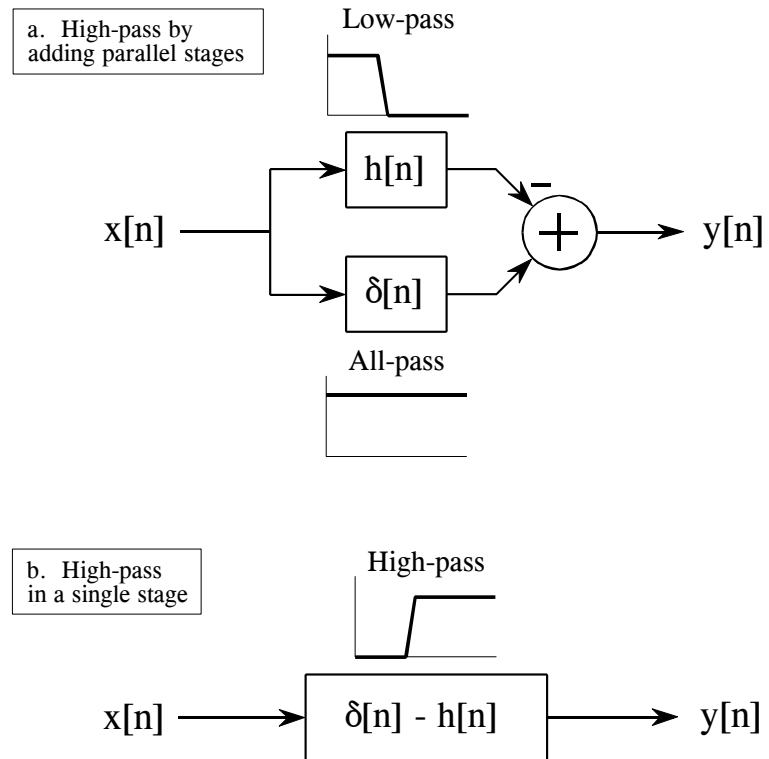 a. High-pass by
adding parallel stages
Low-pass
h[n]
x[n]
y[n]
δ[n]
All-pass
b. High-pass
in a single stage
High-pass
x[n]
δ[n] - h[n]
y[n]